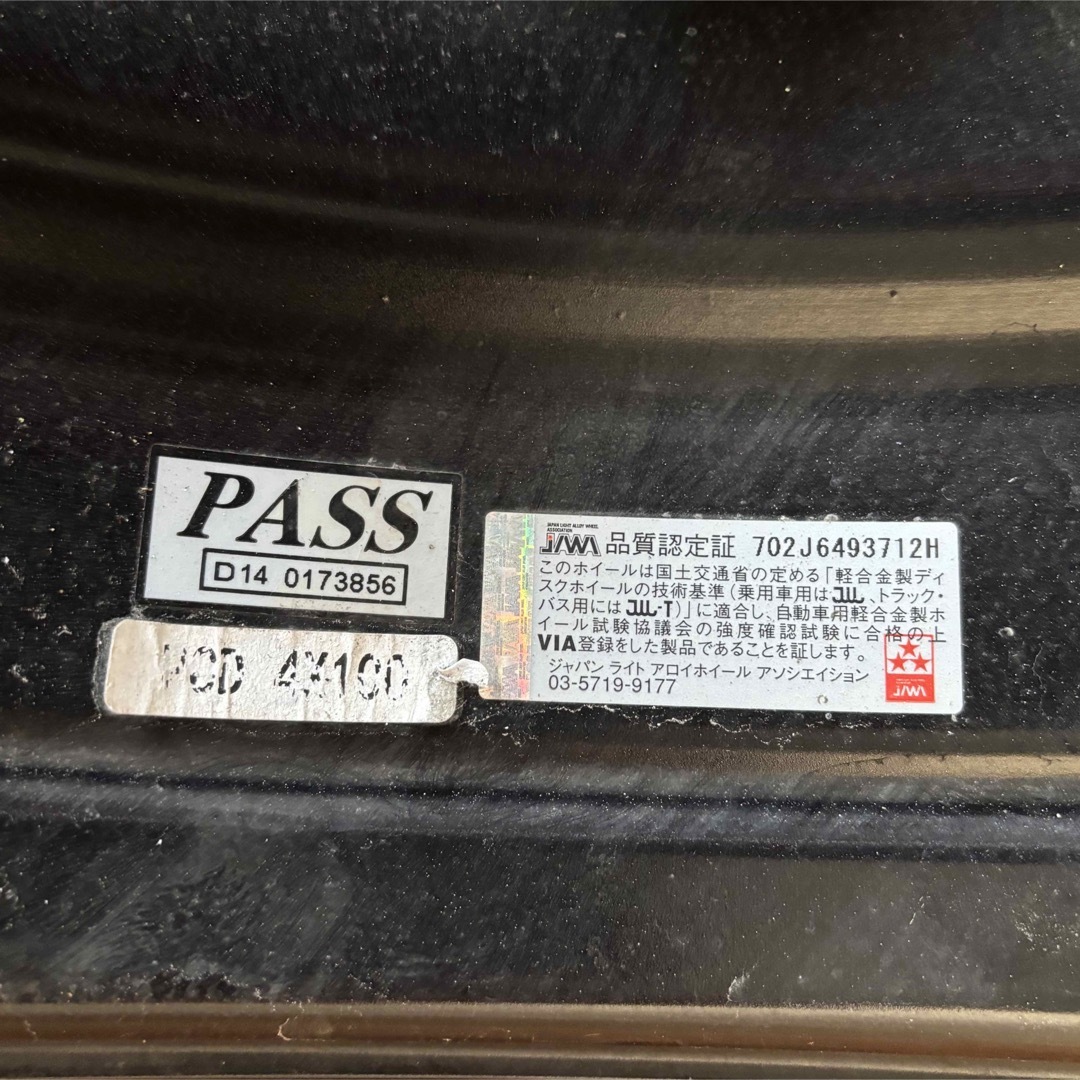 PASS
D14 0173856
PCD 4X100
JAPAN LIGHT ALLOY WHEEL
ASSOCIATION
JAWA 品質認定証 702J6493712H
このホイールは国土交通省の定める「軽合金製ディ
スクホイールの技術基準(乗用車用はJWL、トラック・
バス用にはJWL-T)」に適合し、自動車用軽合金製ホ
イール試験協議会の強度確認試験に合格の上
VIA登録をした製品であることを証します。
ジャパン ライト アロイホイール アソシエイション
03-5719-9177
JAWA